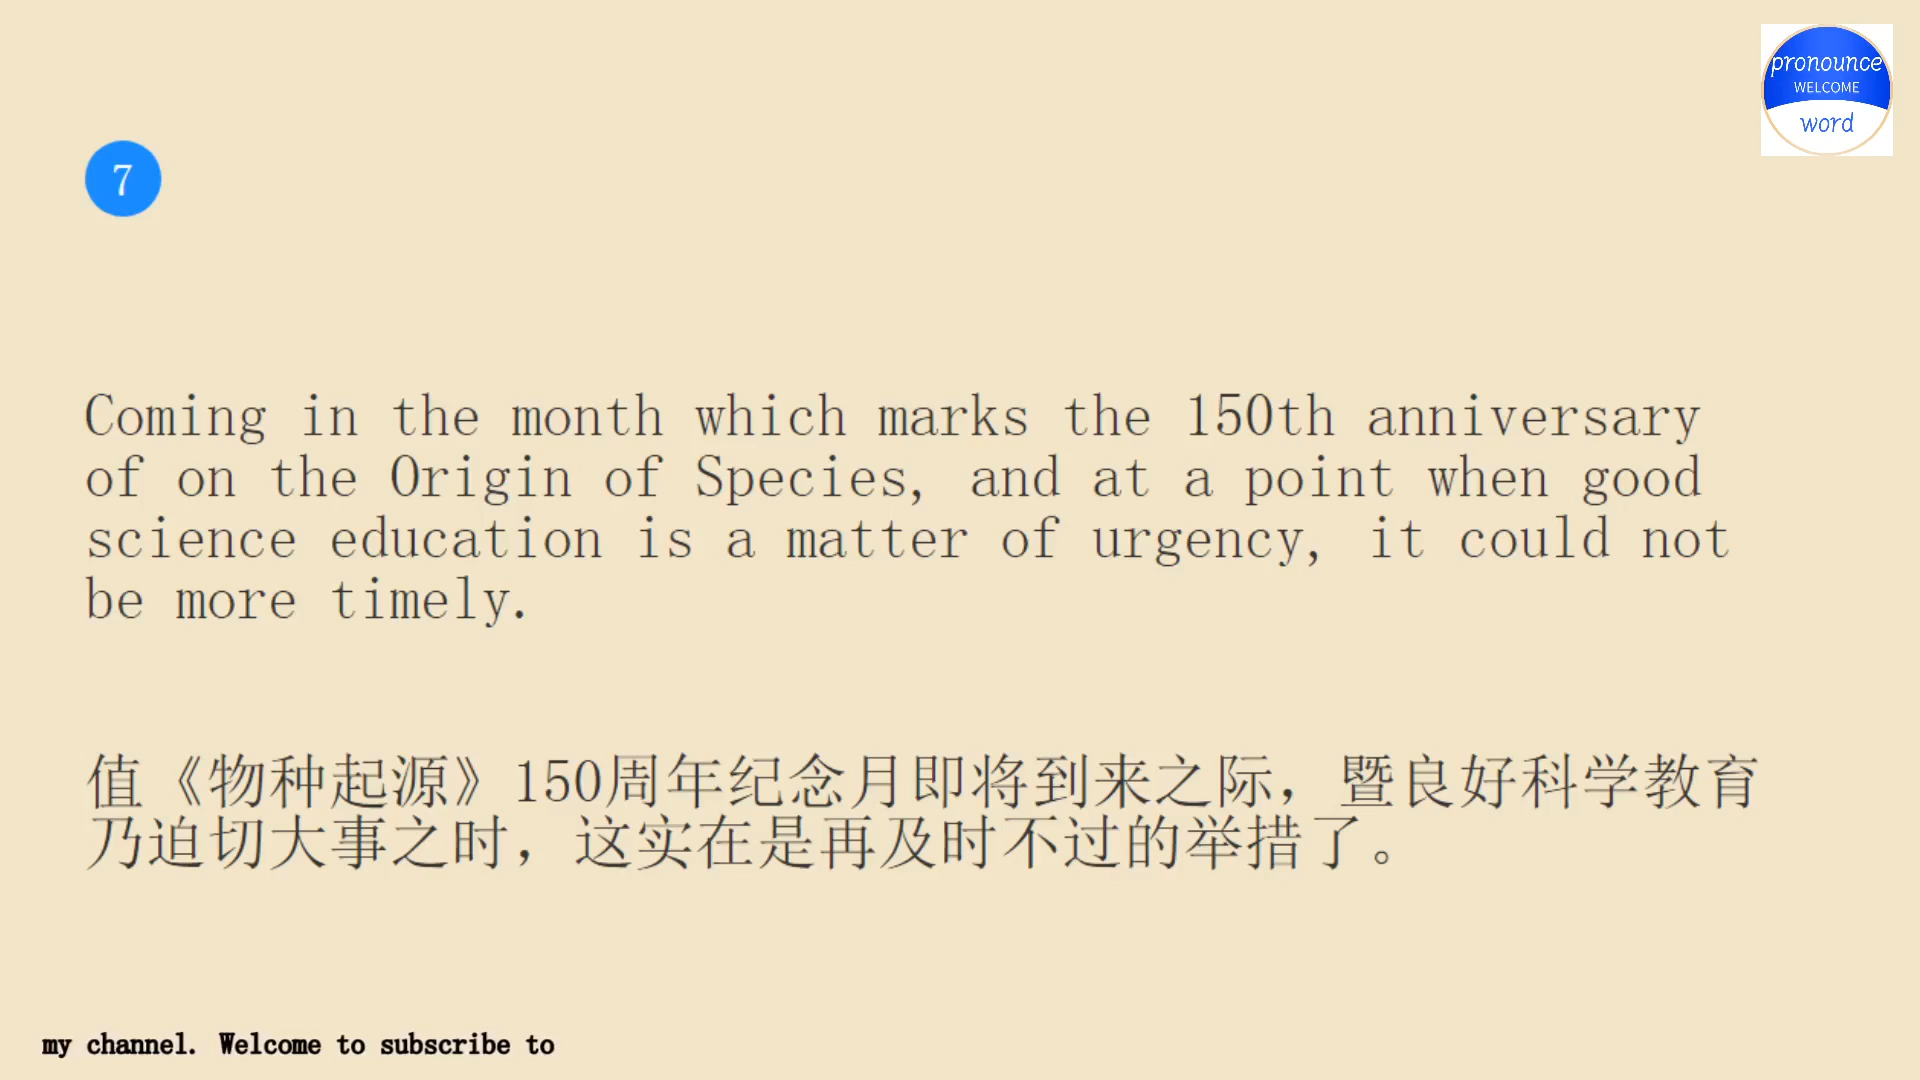 pronounce
WELCOME
word
7
Coming in the month which marks the 150th anniversary
of on the Origin of Species, and at a point when good
science education is a matter of urgency, it could not
be more timely.
值《物种起源》150周年纪念月即将到来之际，暨良好科学教育
乃迫切大事之时，这实在是再及时不过的举措了。
my channel. Welcome to subscribe to